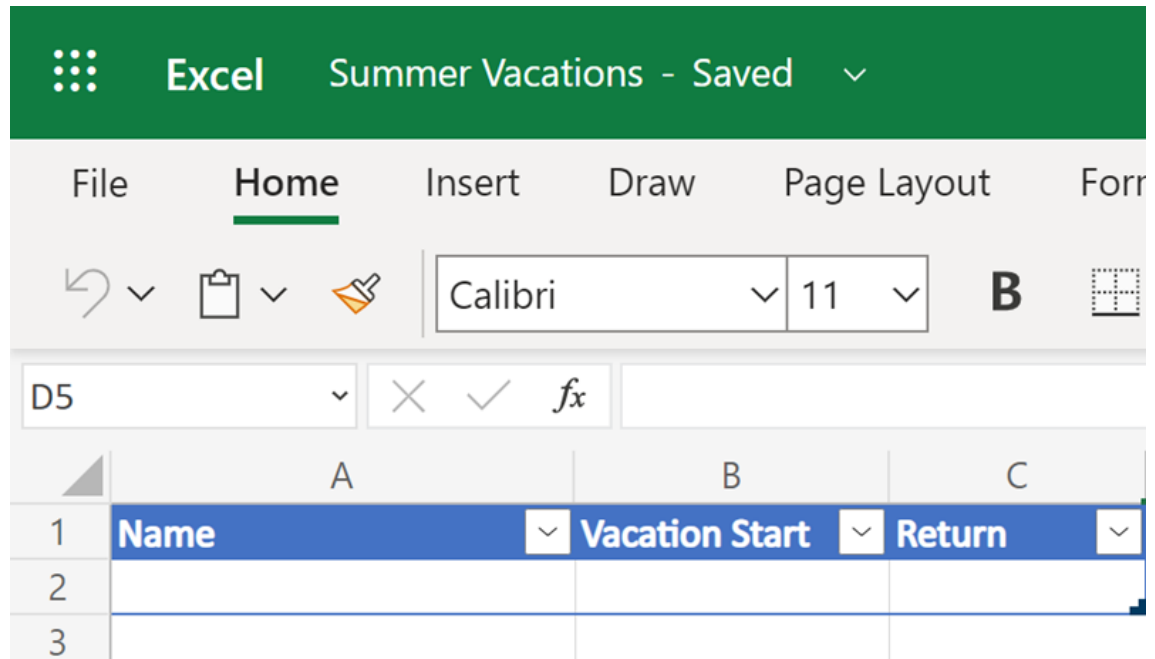 Excel Summer Vacations - Saved
File Home Insert Draw Page Layout Forr
Calibri 11 B
D5 fx
A B C
1 Name Vacation Start Return
2
3